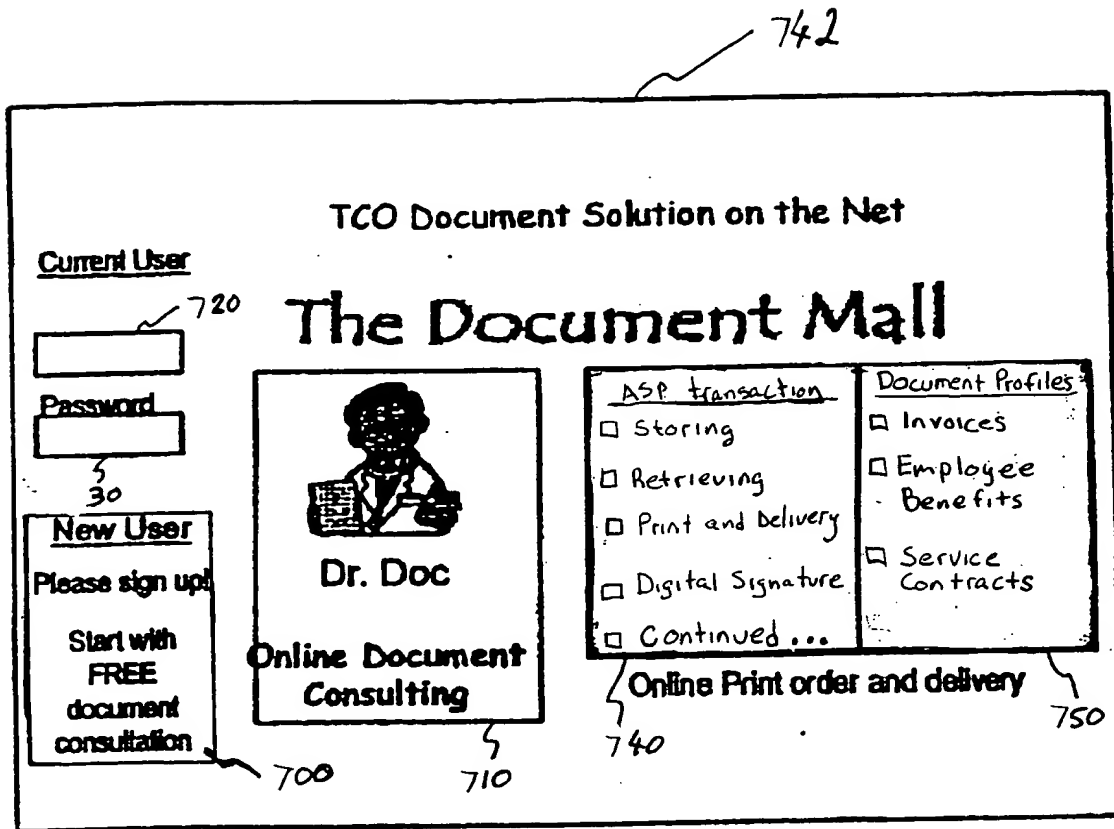 742
TCO Document Solution on the Net
Current User
720
The Document Mall
Password
30
New User
Please sign up!
Start with
FREE
document
consultation
700
Dr. Doc
Online Document
Consulting
710
ASP transaction
Storing
Retrieving
Print and Delivery
Digital Signature
Continued ...
740
Document Profiles
Invoices
Employee
Benefits
Service
Contracts
750
Online Print order and delivery